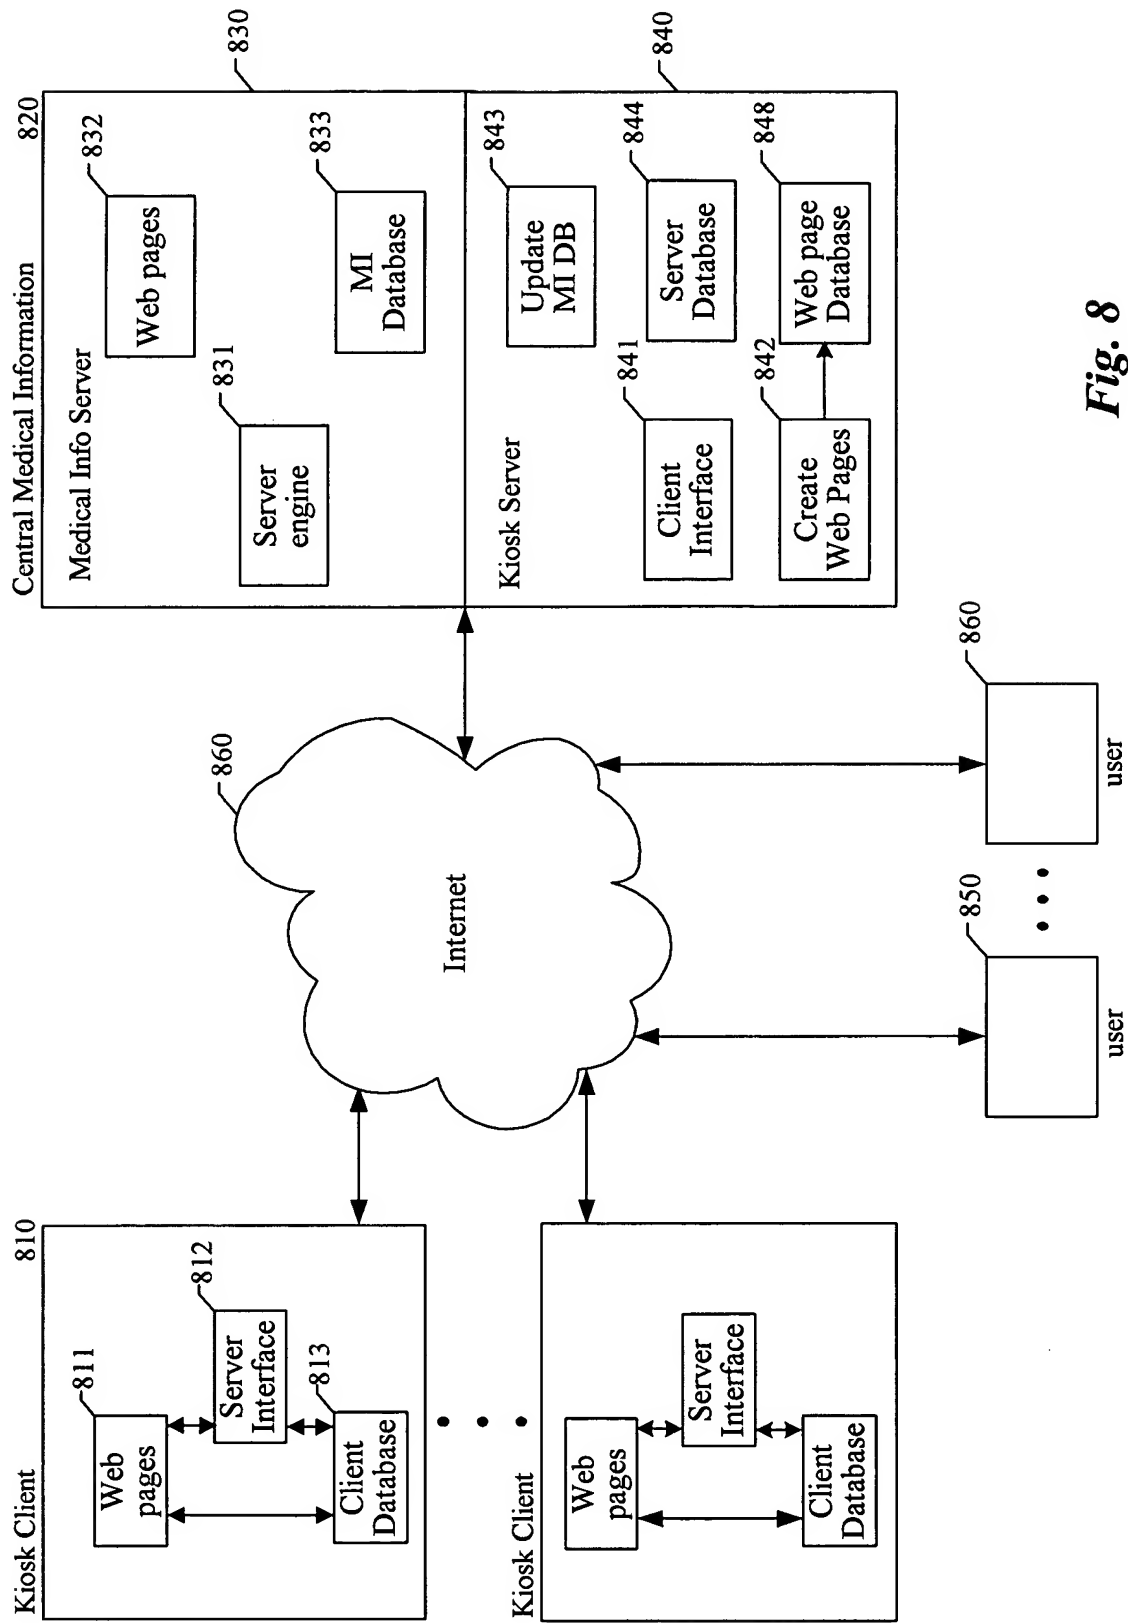 Kiosk Client
810
Web
pages
811
Server
Interface
812
Client
Database
813
Kiosk Client
Web
pages
Server
Interface
Client
Database
Internet
860
Central Medical Information
820
Medical Info Server
830
Server
engine
831
Web pages
832
MI
Database
833
Kiosk Server
840
Update
MI DB
843
Client
Interface
841
Server
Database
844
Create
Web Pages
842
Web page
Database
848
850
user
860
user
Fig. 8